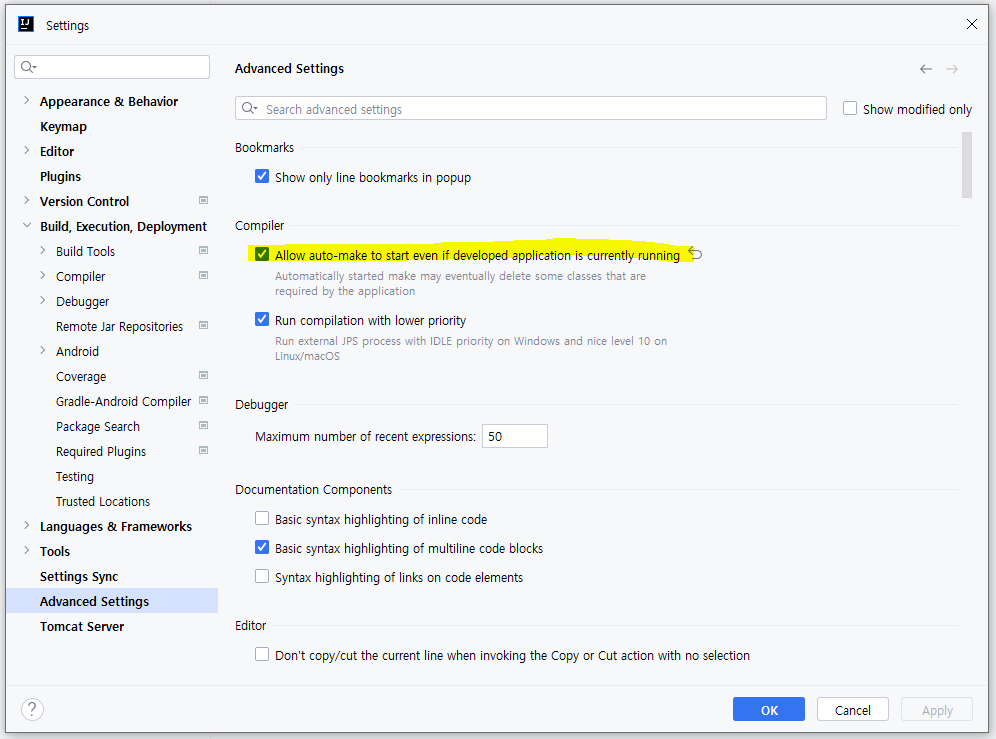 IJ
Settings
Advanced Settings
Search advanced settings
Show modified only
Appearance & Behavior
Keymap
Editor
Plugins
Version Control
Build, Execution, Deployment
Build Tools
Compiler
Debugger
Remote Jar Repositories
Android
Coverage
Gradle-Android Compiler
Package Search
Required Plugins
Testing
Trusted Locations
Languages & Frameworks
Tools
Settings Sync
Advanced Settings
Tomcat Server
Bookmarks
Show only line bookmarks in popup
Compiler
Allow auto-make to start even if developed application is currently running
Automatically started make may eventually delete some classes that are
required by the application
Run compilation with lower priority
Run external JPS process with IDLE priority on Windows and nice level 10 on
Linux/macOS
Debugger
Maximum number of recent expressions: 50
Documentation Components
Basic syntax highlighting of inline code
Basic syntax highlighting of multiline code blocks
Syntax highlighting of links on code elements
Editor
Don't copy/cut the current line when invoking the Copy or Cut action with no selection
?
OK
Cancel
Apply